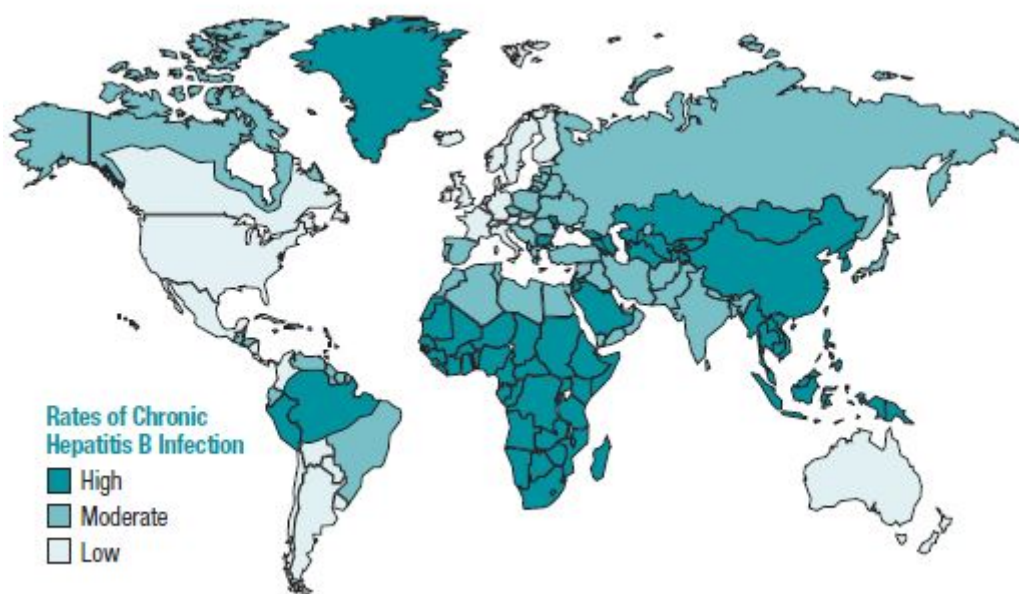 Rates of Chronic
Hepatitis B Infection
High
Moderate
Low